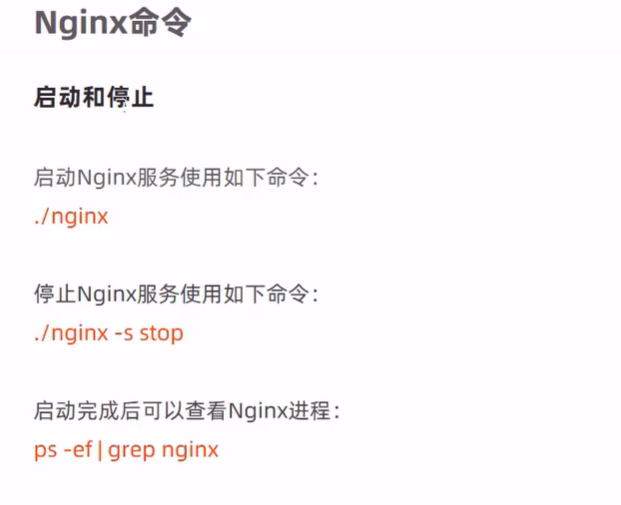 Nginx命令
启动和停止
启动Nginx服务使用如下命令：
./nginx
停止Nginx服务使用如下命令：
./nginx -s stop
启动完成后可以查看Nginx进程：
ps -ef | grep nginx